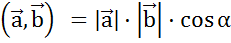 (a⃗,b⃗) = |a⃗| · |b⃗| · cos α